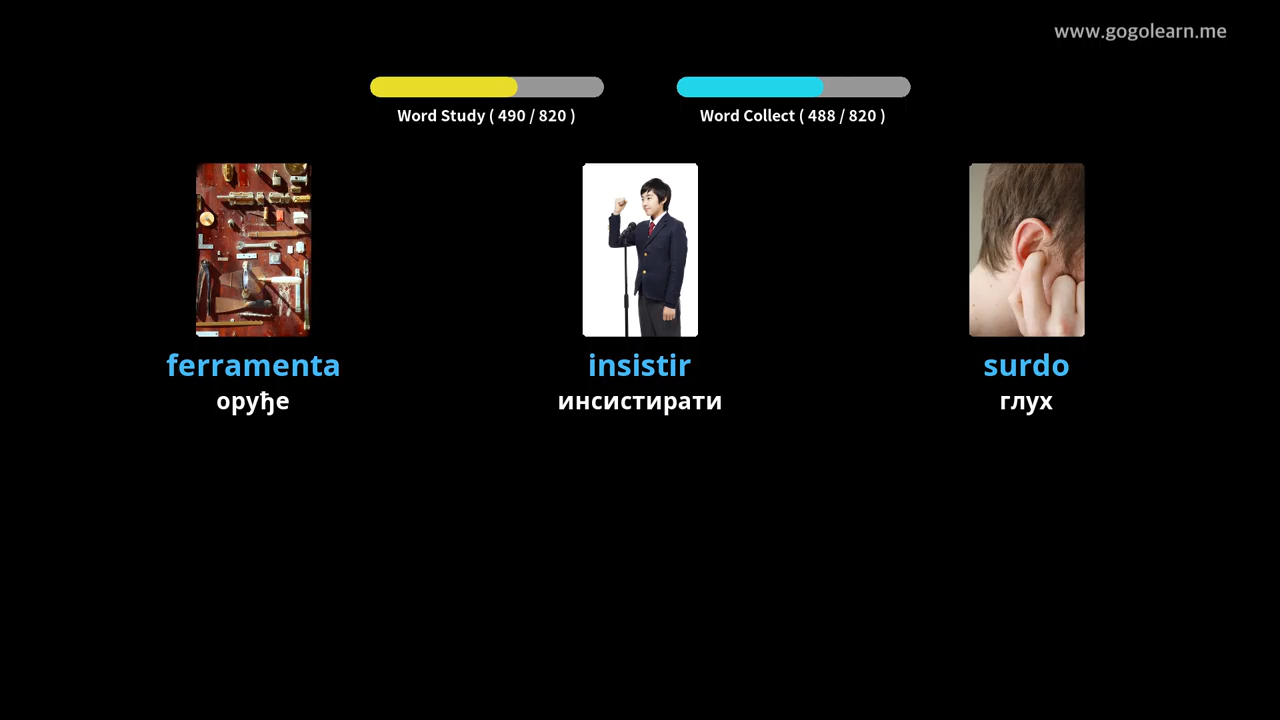 www.gogolearn.me
Word Study ( 490 / 820 )
Word Collect ( 488 / 820 )
ferramenta
оруђе
insistir
инсистирати
surdo
глух